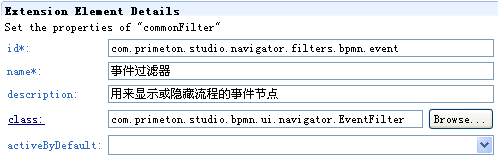 Extension Element Details
Set the properties of "commonFilter"
id*: com.primeton.studio.navigator.filters.bpmn.event
name*: 事件过滤器
description: 用来显示或隐藏流程的事件节点
class: com.primeton.studio.bpmn.ui.navigator.EventFilter Browse...
activeByDefault: